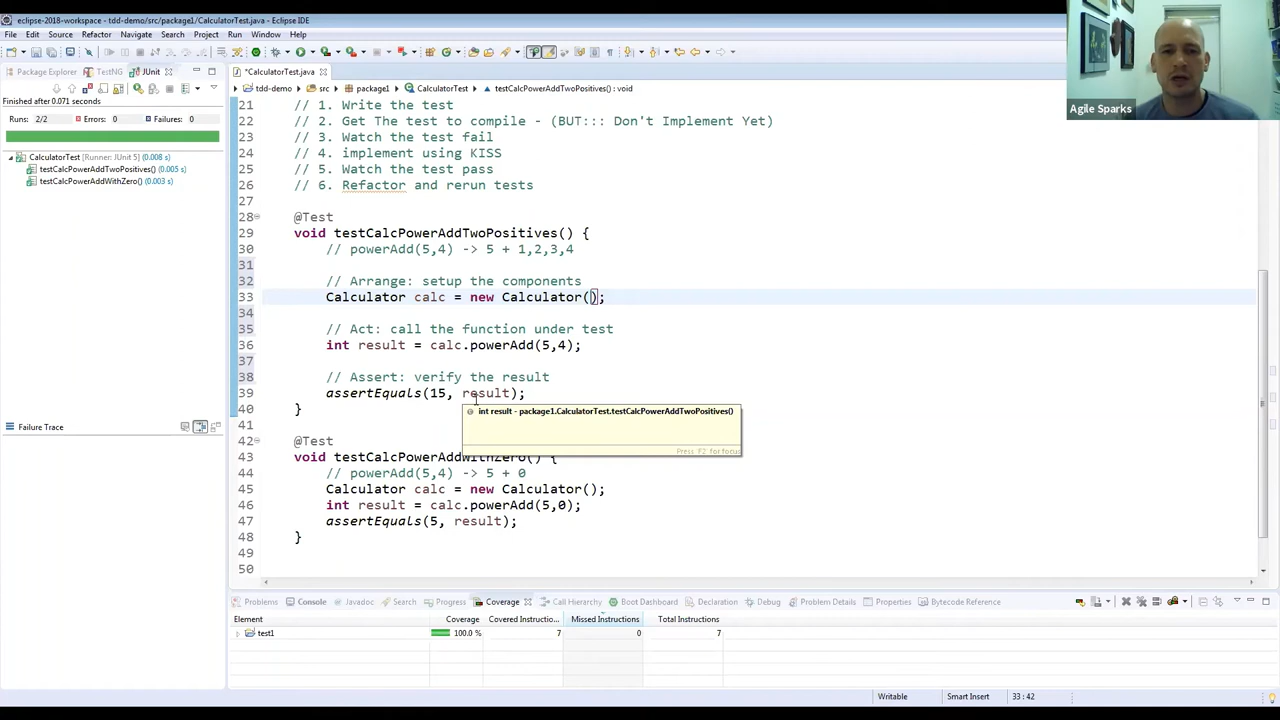 eclipse-2018-workspace - tdd-demo/src/package1/CalculatorTest.java - Eclipse IDE
File Edit Source Refactor Navigate Search Project Run Window Help
Package Explorer TestNG JUnit
*CalculatorTest.java
tdd-demo src package1 CalculatorTest testCalcPowerAddTwoPositives() : void
Finished after 0.071 seconds
Runs: 2/2 Errors: 0 Failures: 0
CalculatorTest [Runner: JUnit 5] (0.008 s)
testCalcPowerAddTwoPositives() (0.005 s)
testCalcPowerAddWithZero() (0.003 s)
Failure Trace
21 // 1. Write the test
22 // 2. Get The test to compile - (BUT::: Don't Implement Yet)
23 // 3. Watch the test fail
24 // 4. implement using KISS
25 // 5. Watch the test pass
26 // 6. Refactor and rerun tests
27
28 @Test
29 void testCalcPowerAddTwoPositives() {
30 // powerAdd(5,4) -> 5 + 1,2,3,4
31
32 // Arrange: setup the components
33 Calculator calc = new Calculator();
34
35 // Act: call the function under test
36 int result = calc.powerAdd(5,4);
37
38 // Assert: verify the result
39 assertEquals(15, result);
40 }
41
42 @Test
43 void testCalcPowerAddWithZero() {
44 // powerAdd(5,4) -> 5 + 0
45 Calculator calc = new Calculator();
46 int result = calc.powerAdd(5,0);
47 assertEquals(5, result);
48 }
49
50
int result - package1.CalculatorTest.testCalcPowerAddTwoPositives()
Press 'F2' for focus
Agile Sparks
Problems Console Javadoc Search Progress Coverage Call Hierarchy Boot Dashboard Declaration Debug Problem Details Properties Bytecode Reference
Element Coverage Covered Instructio... Missed Instructions Total Instructions
test1 100.0 % 7 0 7
Writable Smart Insert 33 : 42